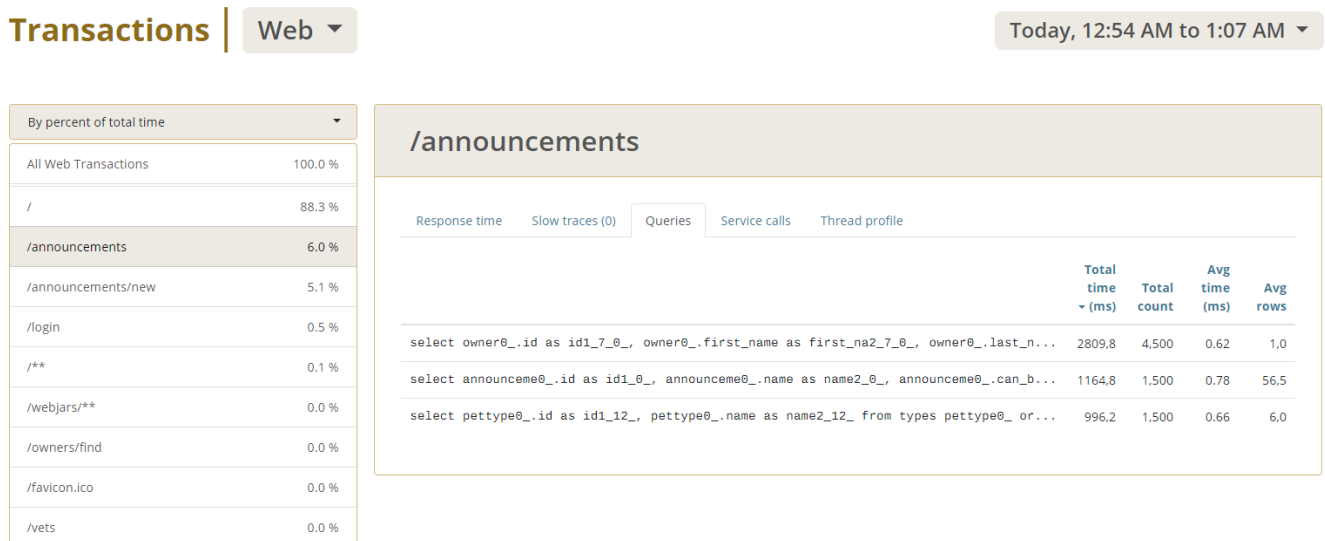 Transactions Web
Today, 12:54 AM to 1:07 AM
By percent of total time
All Web Transactions 100.0 %
/ 88.3 %
/announcements 6.0 %
/announcements/new 5.1 %
/login 0.5 %
/** 0.1 %
/webjars/** 0.0 %
/owners/find 0.0 %
/favicon.ico 0.0 %
/vets 0.0 %
/announcements
Response time Slow traces (0) Queries Service calls Thread profile
Total time (ms) Total count Avg time (ms) Avg rows
select owner0_.id as id1_7_0_, owner0_.first_name as first_na2_7_0_, owner0_.last_n... 2809,8 4,500 0.62 1,0
select announceme0_.id as id1_0_, announceme0_.name as name2_0_, announceme0_.can_b... 1164,8 1,500 0.78 56,5
select pettype0_.id as id1_12_, pettype0_.name as name2_12_ from types pettype0_ or... 996,2 1,500 0.66 6,0